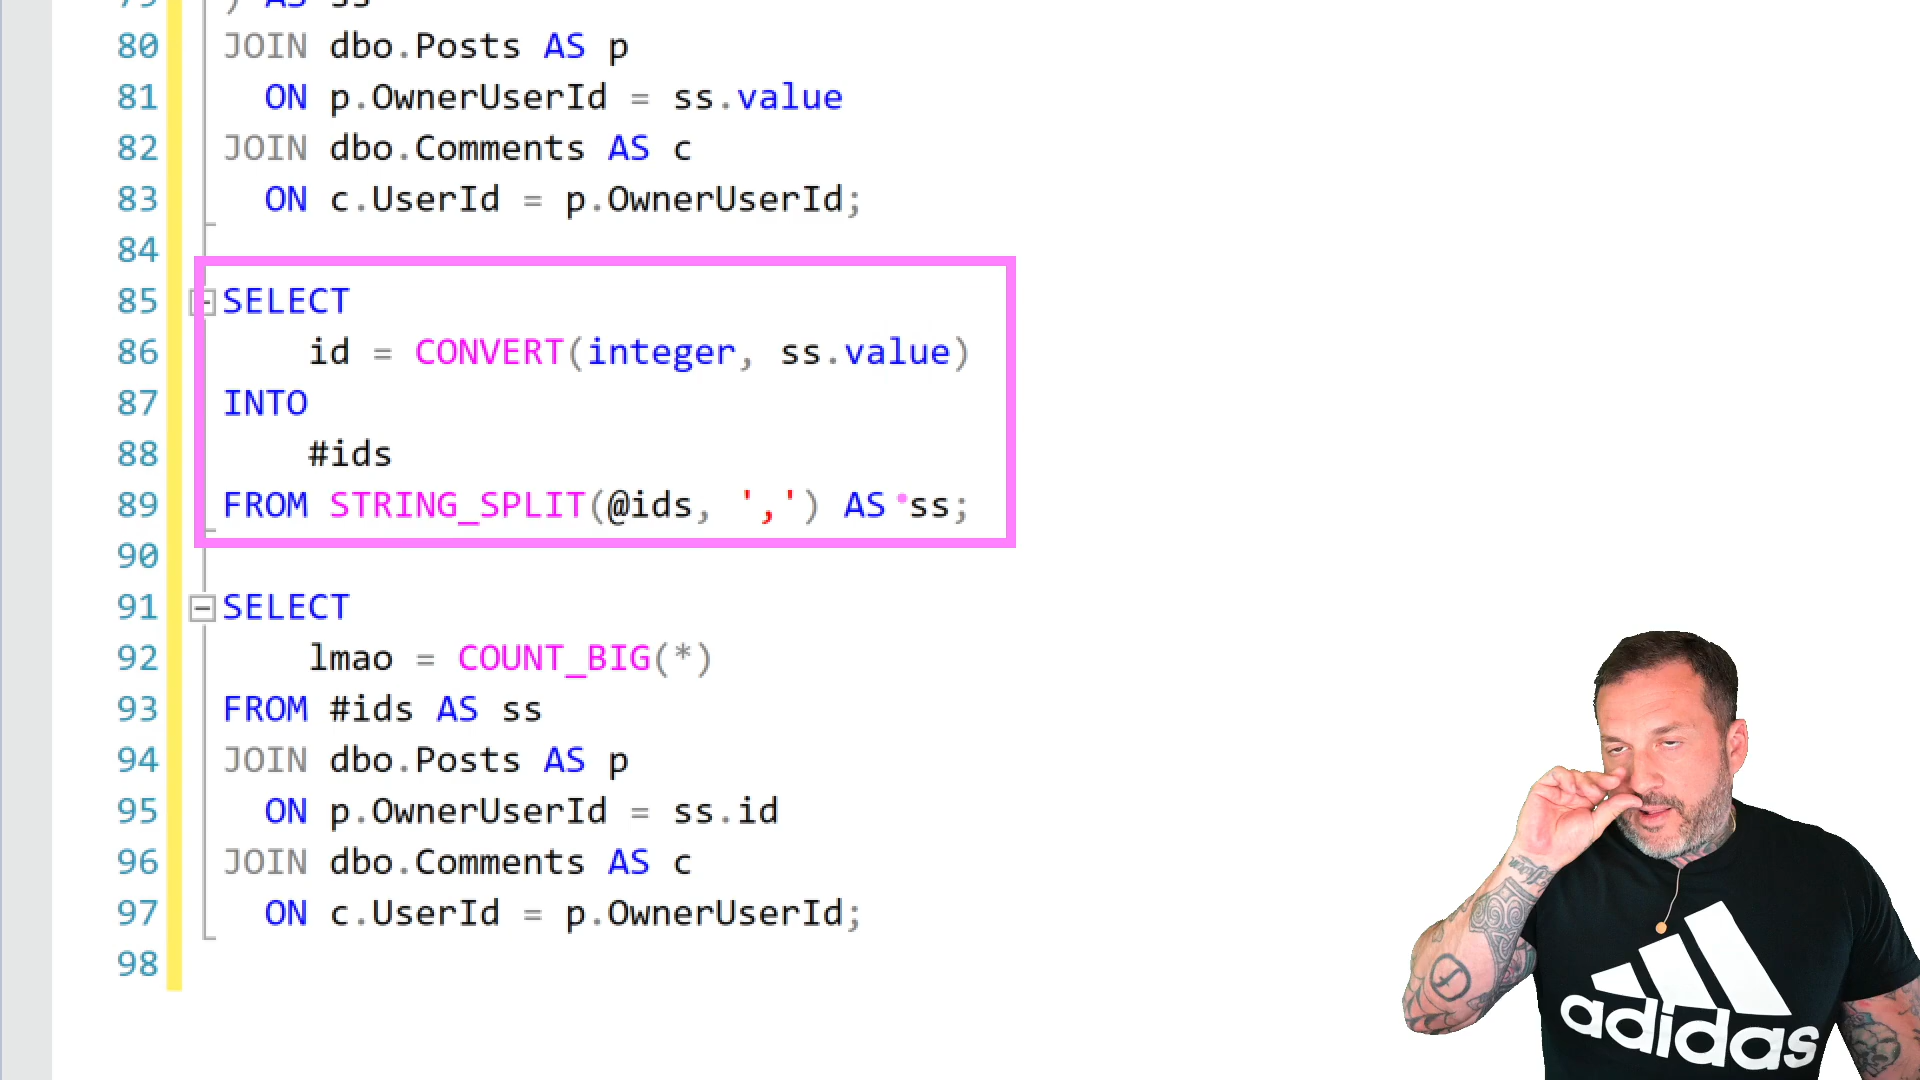 79 ) AS ss
80 JOIN dbo.Posts AS p
81 ON p.OwnerUserId = ss.value
82 JOIN dbo.Comments AS c
83 ON c.UserId = p.OwnerUserId;
84
85 SELECT
86 id = CONVERT(integer, ss.value)
87 INTO
88 #ids
89 FROM STRING_SPLIT(@ids, ',') AS ss;
90
91 SELECT
92 lmao = COUNT_BIG(*)
93 FROM #ids AS ss
94 JOIN dbo.Posts AS p
95 ON p.OwnerUserId = ss.id
96 JOIN dbo.Comments AS c
97 ON c.UserId = p.OwnerUserId;
98
adidas